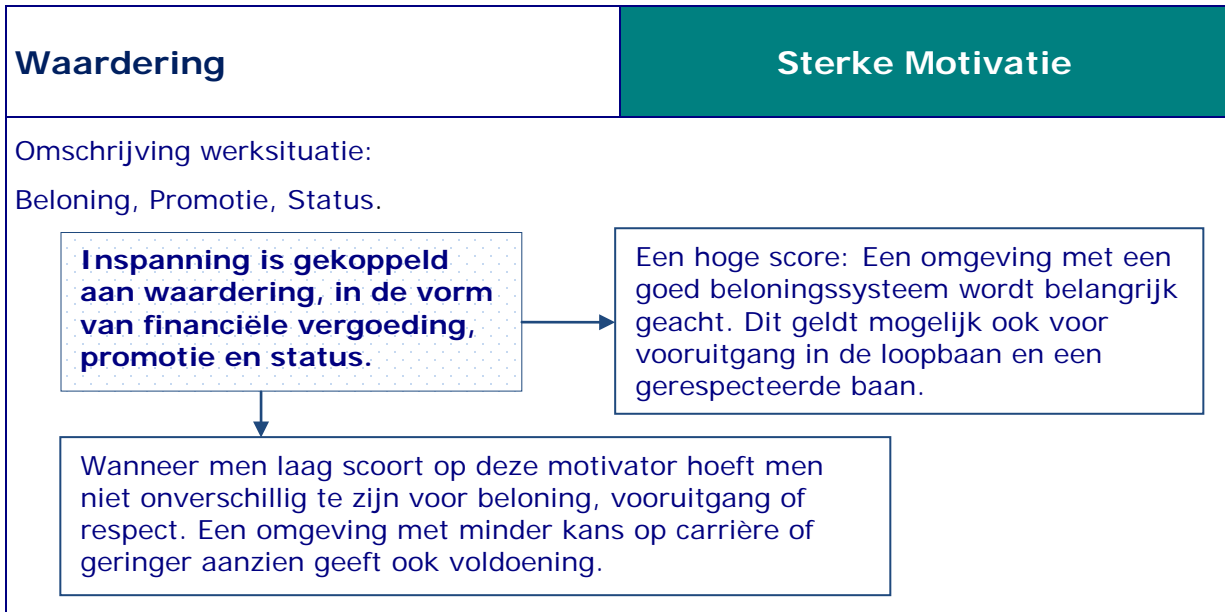 Waardering
Sterke Motivatie
Omschrijving werksituatie:
Beloning, Promotie, Status.
Inspanning is gekoppeld
aan waardering, in de vorm
van financiële vergoeding,
promotie en status.
Een hoge score: Een omgeving met een
goed beloningssysteem wordt belangrijk
geacht. Dit geldt mogelijk ook voor
vooruitgang in de loopbaan en een
gerespecteerde baan.
Wanneer men laag scoort op deze motivator hoeft men
niet onverschillig te zijn voor beloning, vooruitgang of
respect. Een omgeving met minder kans op carrière of
geringer aanzien geeft ook voldoening.